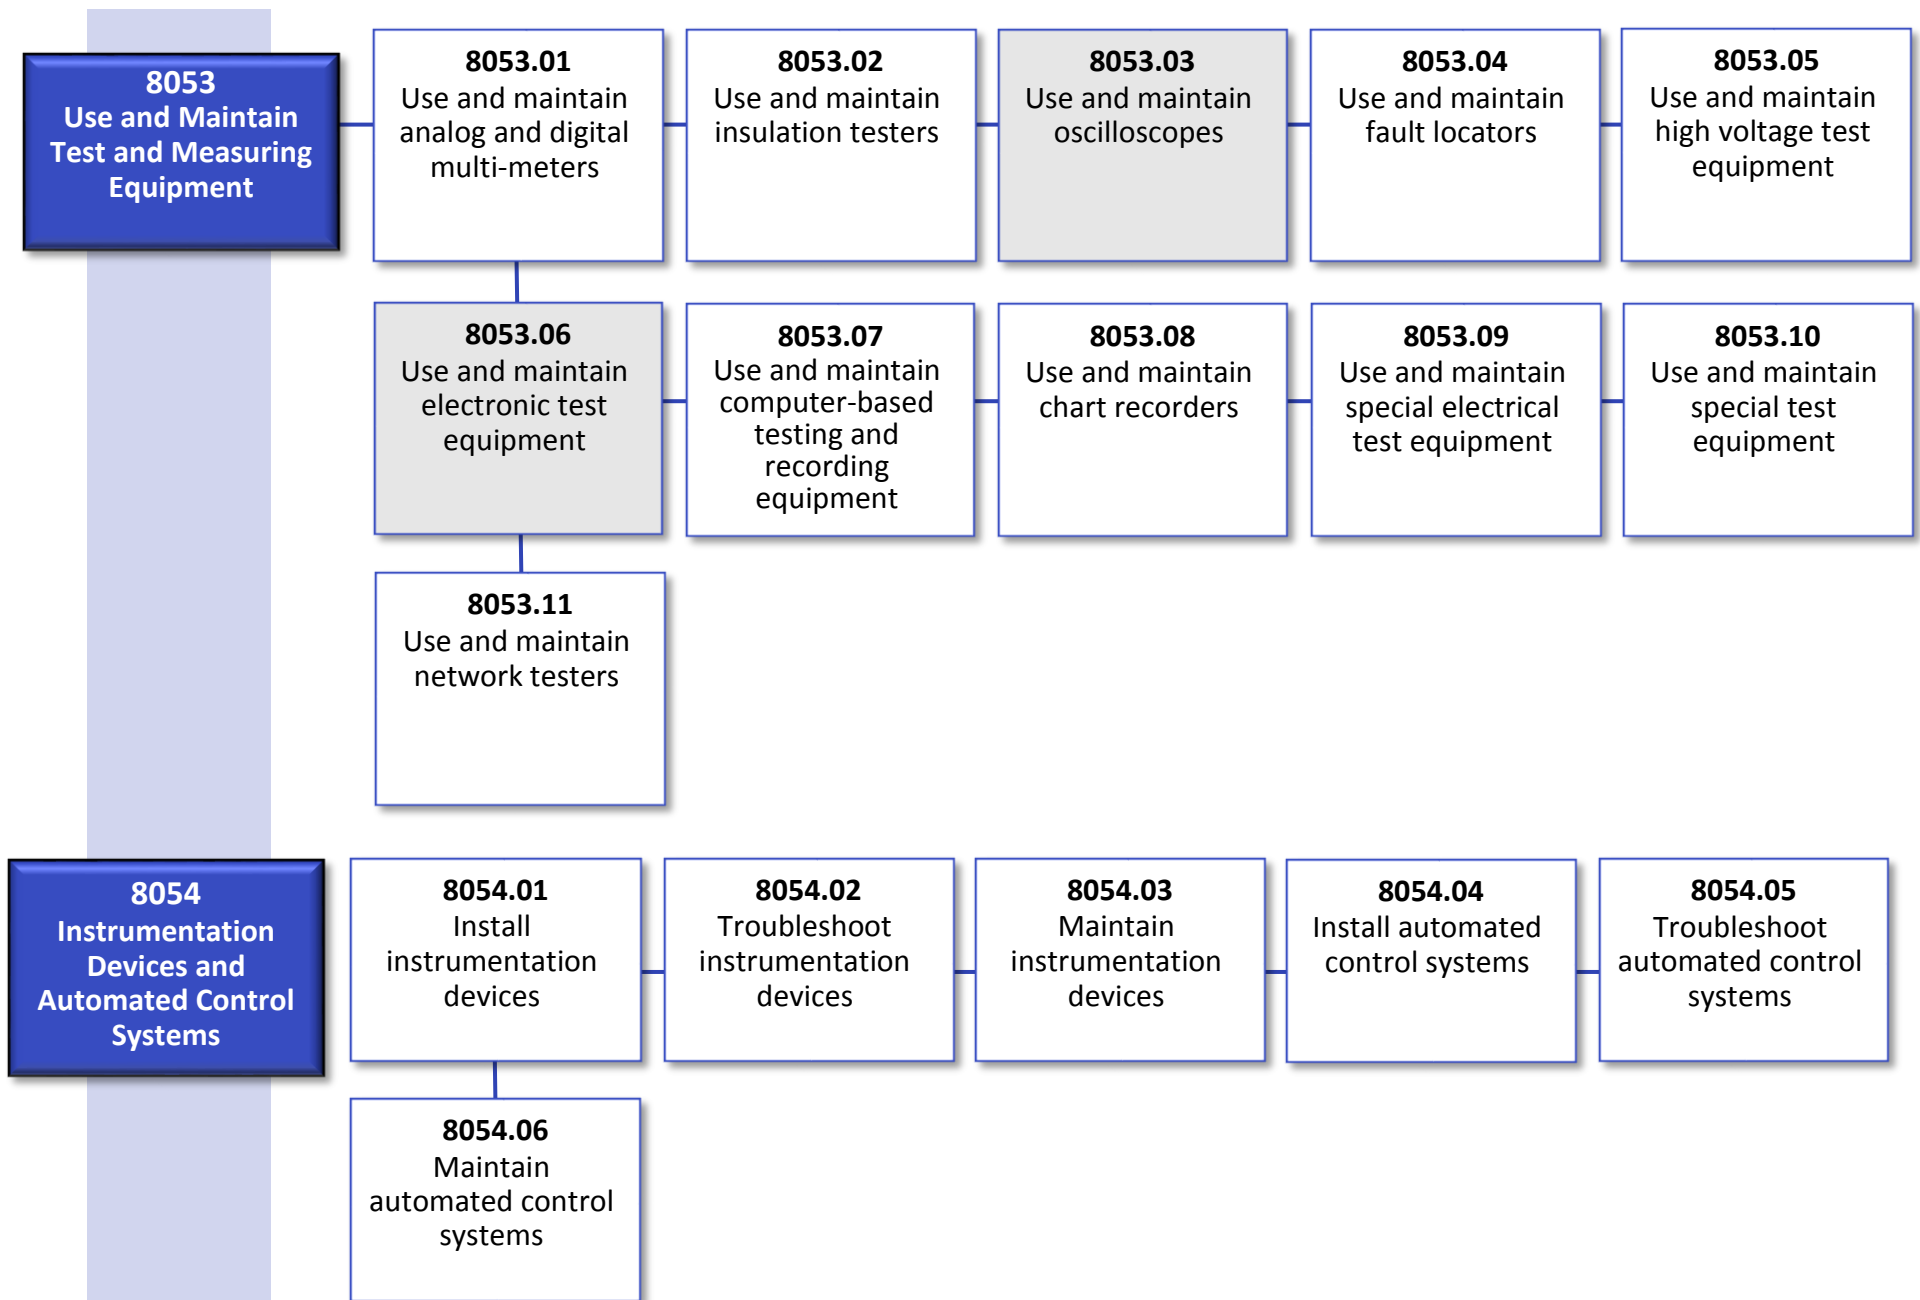 8053
Use and Maintain
Test and Measuring
Equipment
8053.01
Use and maintain
analog and digital
multi-meters
8053.02
Use and maintain
insulation testers
8053.03
Use and maintain
oscilloscopes
8053.04
Use and maintain
fault locators
8053.05
Use and maintain
high voltage test
equipment
8053.06
Use and maintain
electronic test
equipment
8053.07
Use and maintain
computer-based
testing and
recording
equipment
8053.08
Use and maintain
chart recorders
8053.09
Use and maintain
special electrical
test equipment
8053.10
Use and maintain
special test
equipment
8053.11
Use and maintain
network testers
8054
Instrumentation
Devices and
Automated Control
Systems
8054.01
Install
instrumentation
devices
8054.02
Troubleshoot
instrumentation
devices
8054.03
Maintain
instrumentation
devices
8054.04
Install automated
control systems
8054.05
Troubleshoot
automated control
systems
8054.06
Maintain
automated control
systems